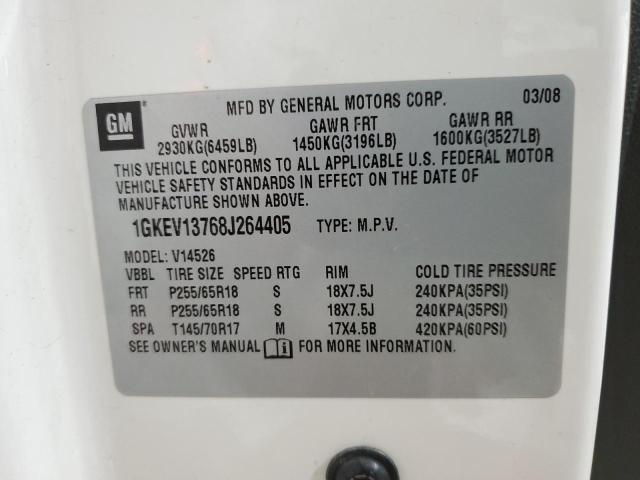 GM
MFD BY GENERAL MOTORS CORP. 03/08
GVWR GAWR FRT GAWR RR
2930KG(6459LB) 1450KG(3196LB) 1600KG(3527LB)
THIS VEHICLE CONFORMS TO ALL APPLICABLE U.S. FEDERAL MOTOR
VEHICLE SAFETY STANDARDS IN EFFECT ON THE DATE OF
MANUFACTURE SHOWN ABOVE.
1GKEV13768J264405 TYPE: M.P.V.
MODEL: V14526
VBBL TIRE SIZE SPEED RTG RIM COLD TIRE PRESSURE
FRT P255/65R18 S 18X7.5J 240KPA(35PSI)
RR P255/65R18 S 18X7.5J 240KPA(35PSI)
SPA T145/70R17 M 17X4.5B 420KPA(60PSI)
SEE OWNER'S MANUAL i FOR MORE INFORMATION.